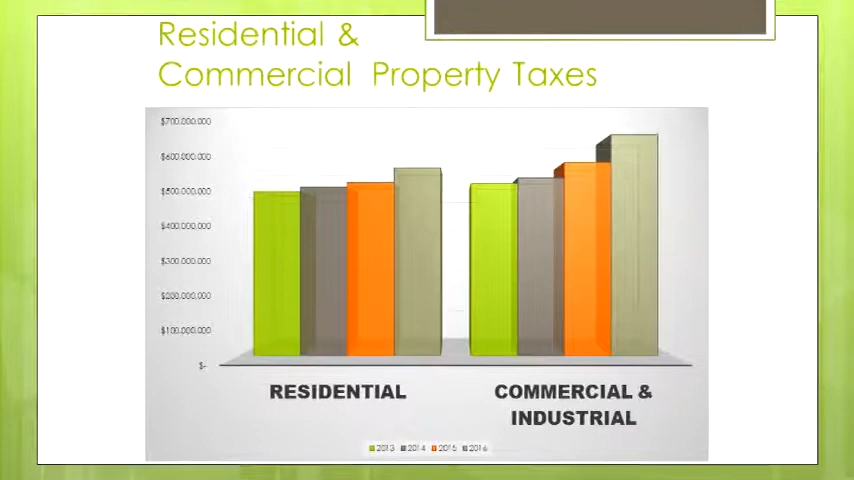 Residential &
Commercial Property Taxes
$700,000,000
$600,000,000
$500,000,000
$400,000,000
$300,000,000
$200,000,000
$100,000,000
$-
RESIDENTIAL
COMMERCIAL &
INDUSTRIAL
2013 2014 2015 2016